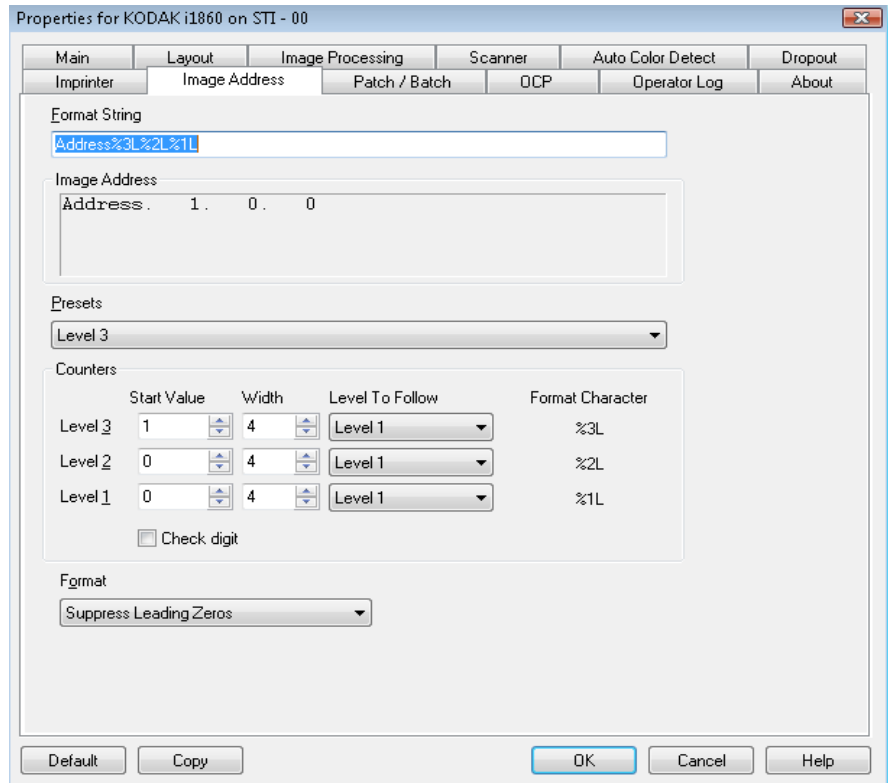 Properties for KODAK i1860 on STI - 00
Main Layout Image Processing Scanner Auto Color Detect Dropout
Imprinter Image Address Patch / Batch OCP Operator Log About
Format String
Address%3L%2L%1L
Image Address
Address.   1.   0.   0
Presets
Level 3
Counters
Start Value Width Level To Follow Format Character
Level 3 1 4 Level 1 %3L
Level 2 0 4 Level 1 %2L
Level 1 0 4 Level 1 %1L
Check digit
Format
Suppress Leading Zeros
Default Copy OK Cancel Help